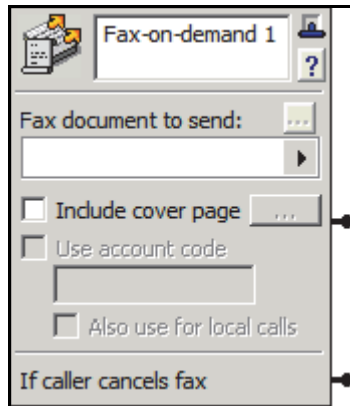 Fax-on-demand 1
?
Fax document to send:
...
Include cover page
...
Use account code
Also use for local calls
If caller cancels fax